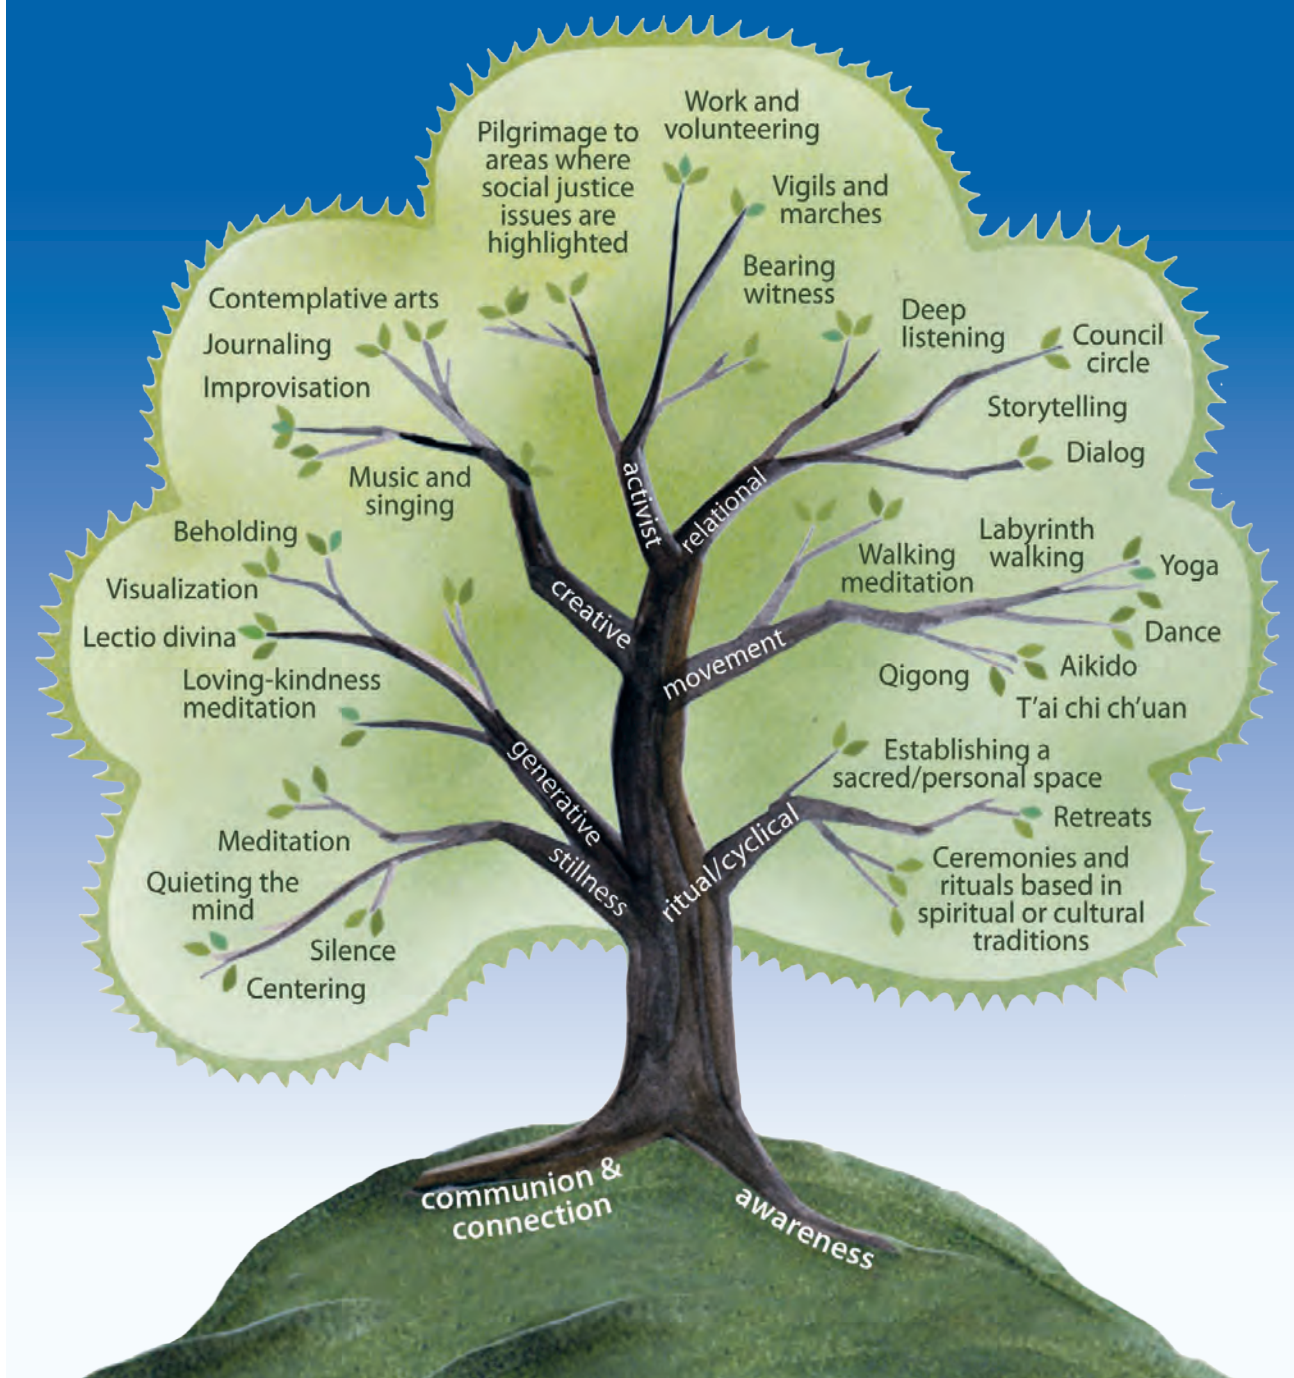 Work and
volunteering
Pilgrimage to
areas where
social justice
issues are
highlighted
Vigils and
marches
Bearing
witness
Contemplative arts
Journaling
Improvisation
Music and
singing
Deep
listening
Council
circle
Storytelling
Dialog
activist
relational
Beholding
Visualization
Lectio divina
Loving-kindness
meditation
creative
movement
Walking
meditation
Labyrinth
walking
Yoga
Dance
Aikido
Qigong
T'ai chi ch'uan
generative
stillness
ritual/cyclical
Establishing a
sacred/personal space
Retreats
Ceremonies and
rituals based in
spiritual or cultural
traditions
Meditation
Quieting the
mind
Silence
Centering
communion &
connection
awareness